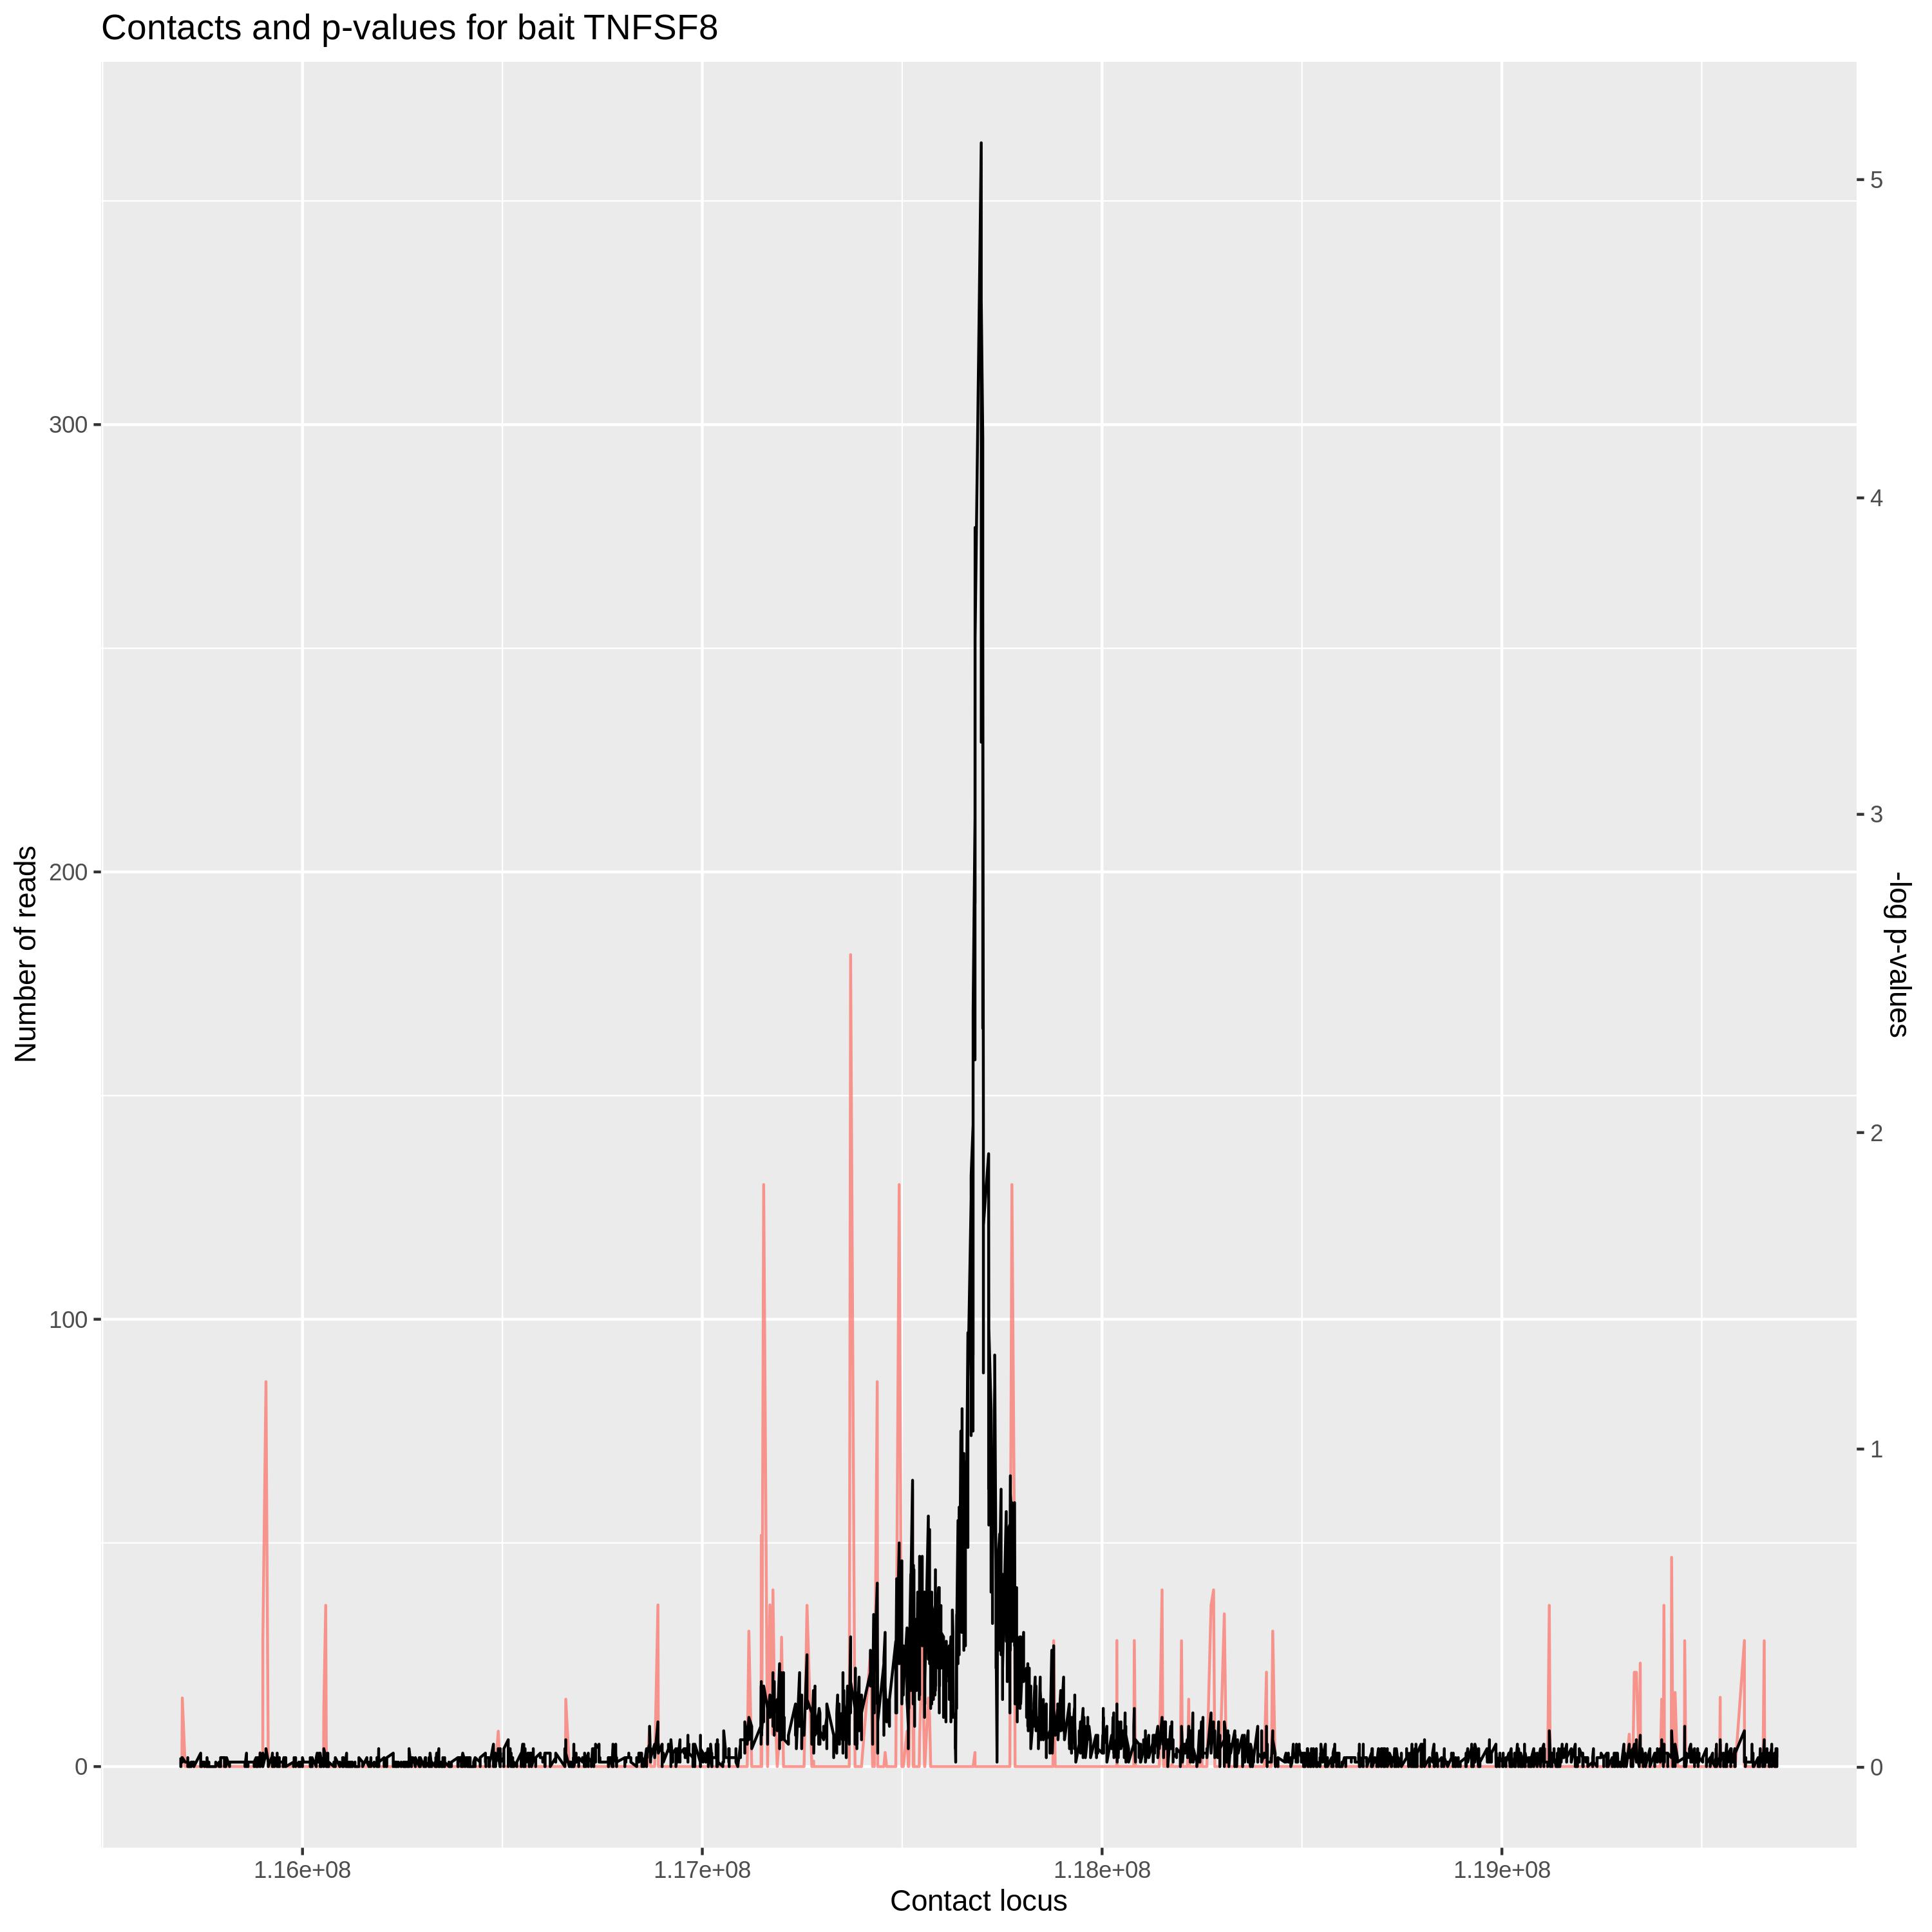 Contacts and p-values for bait TNFSF8
Number of reads
300
200
100
0
5
4
3
2
1
0
-log p-values
1.16e+08 1.17e+08 1.18e+08 1.19e+08
Contact locus